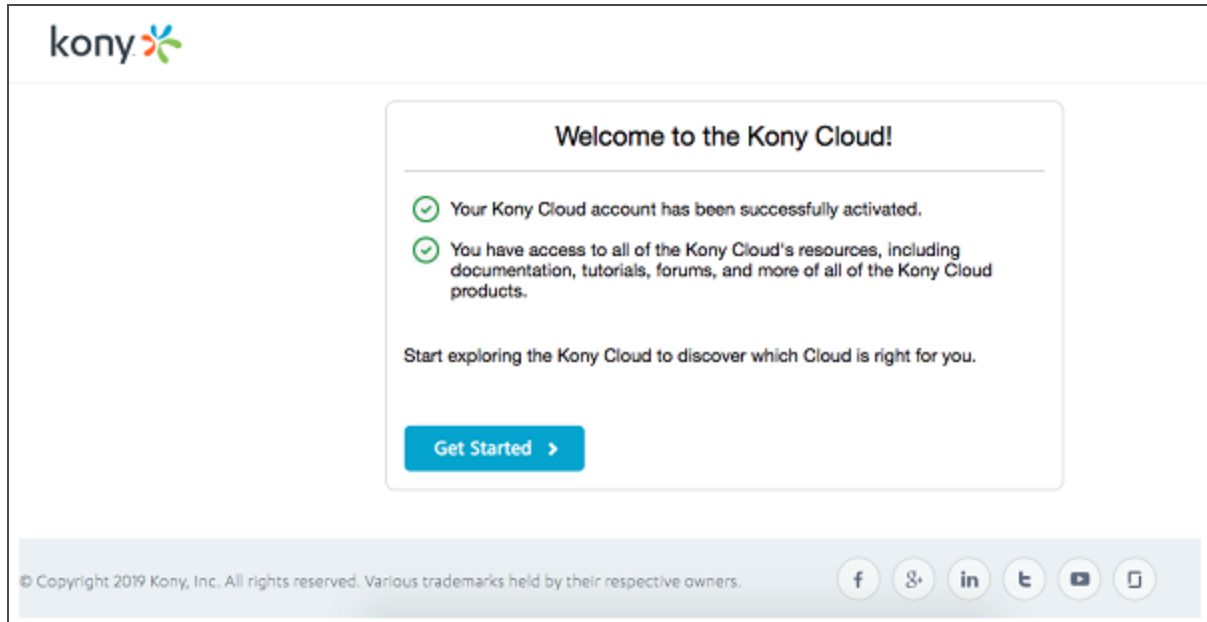 kony
Welcome to the Kony Cloud!
Your Kony Cloud account has been successfully activated.
You have access to all of the Kony Cloud's resources, including
documentation, tutorials, forums, and more of all of the Kony Cloud
products.
Start exploring the Kony Cloud to discover which Cloud is right for you.
Get Started
© Copyright 2019 Kony, Inc. All rights reserved. Various trademarks held by their respective owners.
f g+ in t